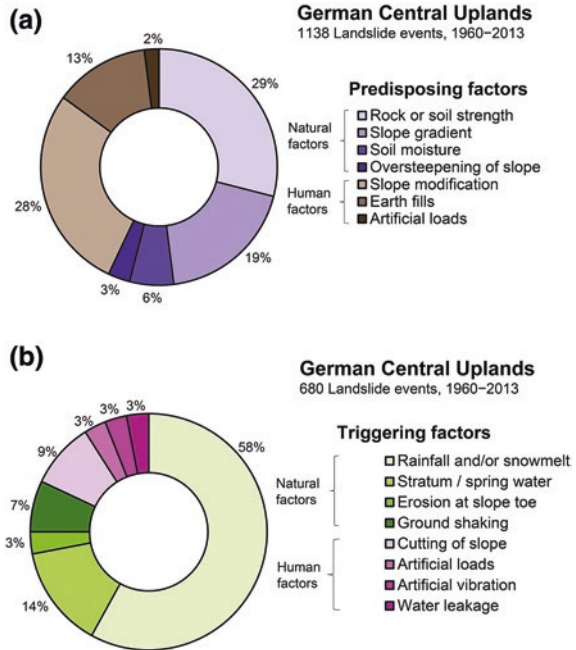 (a)
German Central Uplands
1138 Landslide events, 1960−2013
2%
13%
29%
28%
19%
3%
6%
Predisposing factors
Natural factors
Rock or soil strength
Slope gradient
Soil moisture
Oversteepening of slope
Human factors
Slope modification
Earth fills
Artificial loads
(b)
German Central Uplands
680 Landslide events, 1960−2013
3%
3%
3%
9%
58%
7%
3%
14%
Triggering factors
Natural factors
Rainfall and/or snowmelt
Stratum / spring water
Erosion at slope toe
Ground shaking
Human factors
Cutting of slope
Artificial loads
Artificial vibration
Water leakage